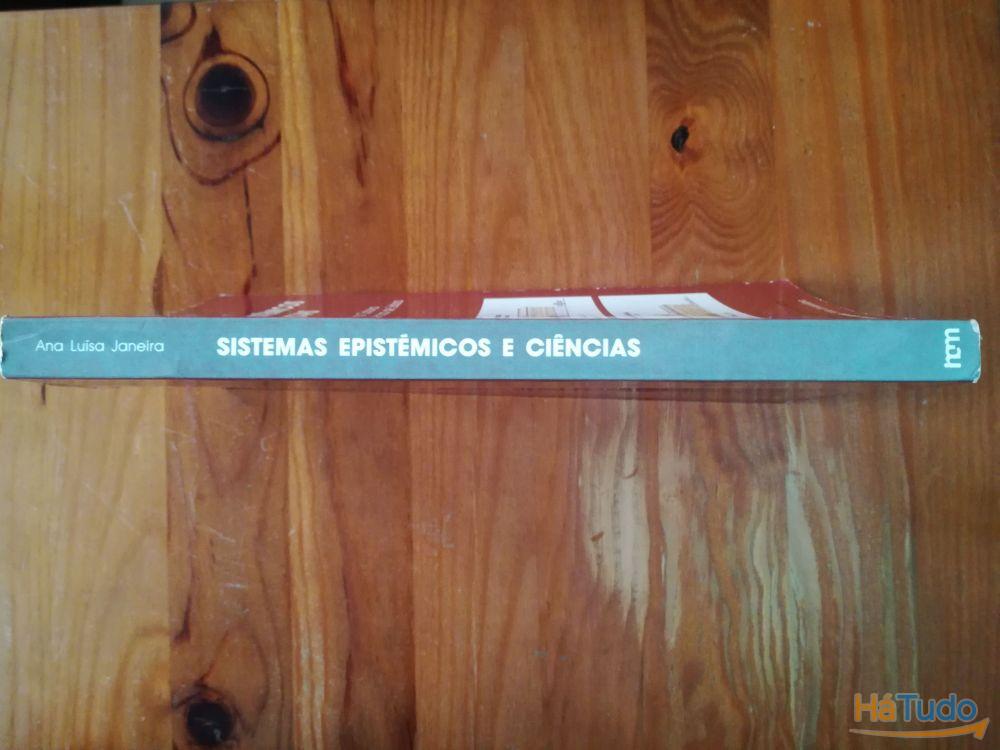 Ana Luísa Janeira SISTEMAS EPISTÉMICOS E CIÊNCIAS
HáTudo